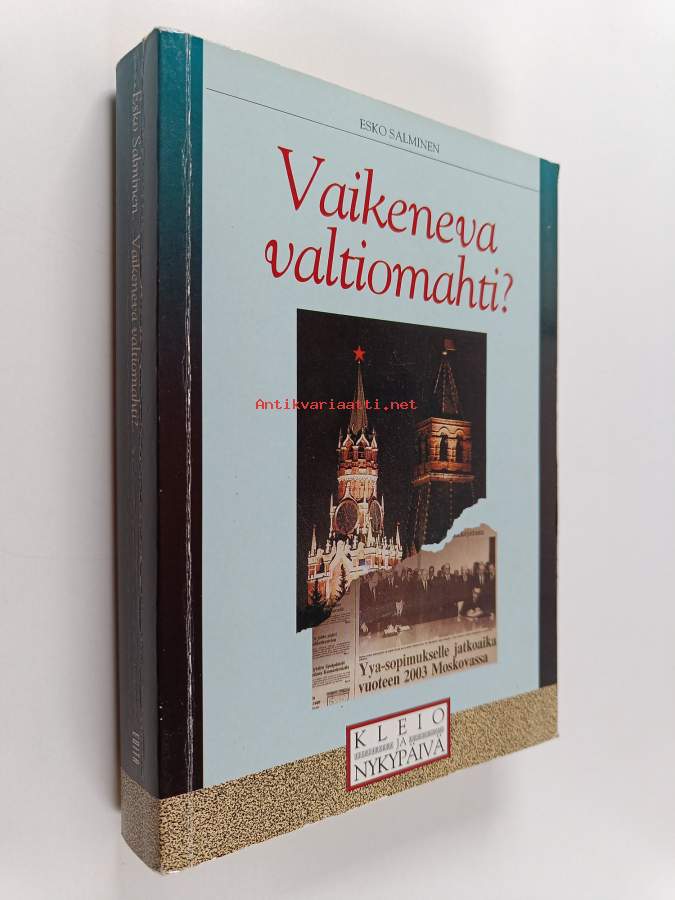 ESKO SALMINEN
Vaikeneva
valtiomahti?
Antikvariaatti.net
Yya-sopimukselle jatkoaika
vuoteen 2003 Moskovassa
KLEIO
JA
NYKYPÄIVÄ
Esko Salminen Vaikeneva valtiomahti?
EDITA